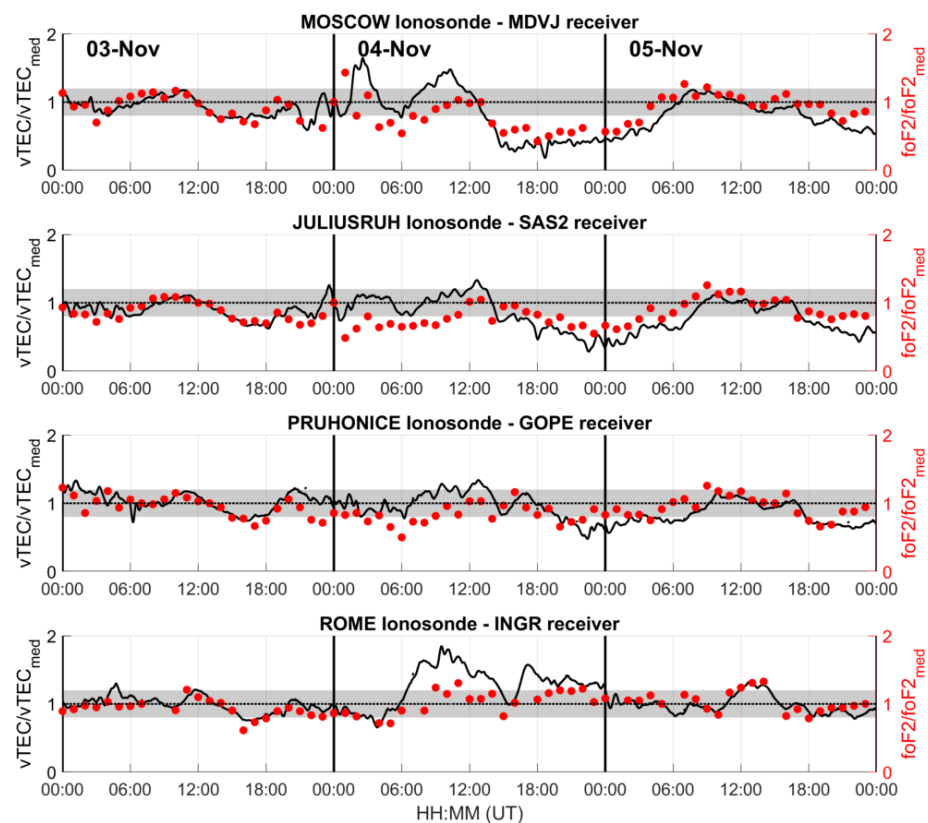 MOSCOW Ionosonde - MDVJ receiver
03-Nov 04-Nov 05-Nov
vTEC/vTECmed
foF2/foF2med
2 2
1 1
0 0
00:00 06:00 12:00 18:00 00:00 06:00 12:00 18:00 00:00 06:00 12:00 18:00 00:00
JULIUSRUH Ionosonde - SAS2 receiver
vTEC/vTECmed
foF2/foF2med
2 2
1 1
0 0
00:00 06:00 12:00 18:00 00:00 06:00 12:00 18:00 00:00 06:00 12:00 18:00 00:00
PRUHONICE Ionosonde - GOPE receiver
vTEC/vTECmed
foF2/foF2med
2 2
1 1
0 0
00:00 06:00 12:00 18:00 00:00 06:00 12:00 18:00 00:00 06:00 12:00 18:00 00:00
ROME Ionosonde - INGR receiver
vTEC/vTECmed
foF2/foF2med
2 2
1 1
0 0
00:00 06:00 12:00 18:00 00:00 06:00 12:00 18:00 00:00 06:00 12:00 18:00 00:00
HH:MM (UT)